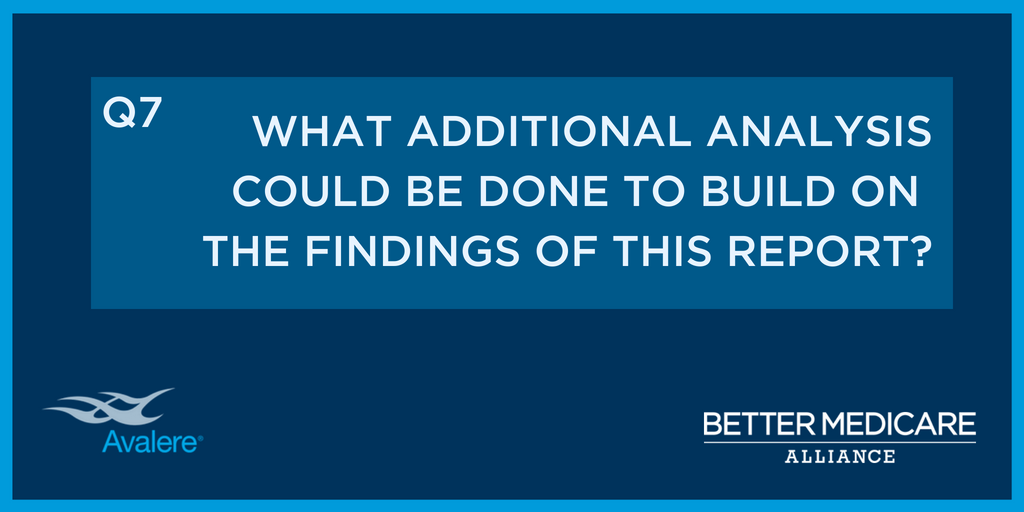 Q7
WHAT ADDITIONAL ANALYSIS
COULD BE DONE TO BUILD ON
THE FINDINGS OF THIS REPORT?
Avalere®
BETTER MEDICARE
ALLIANCE